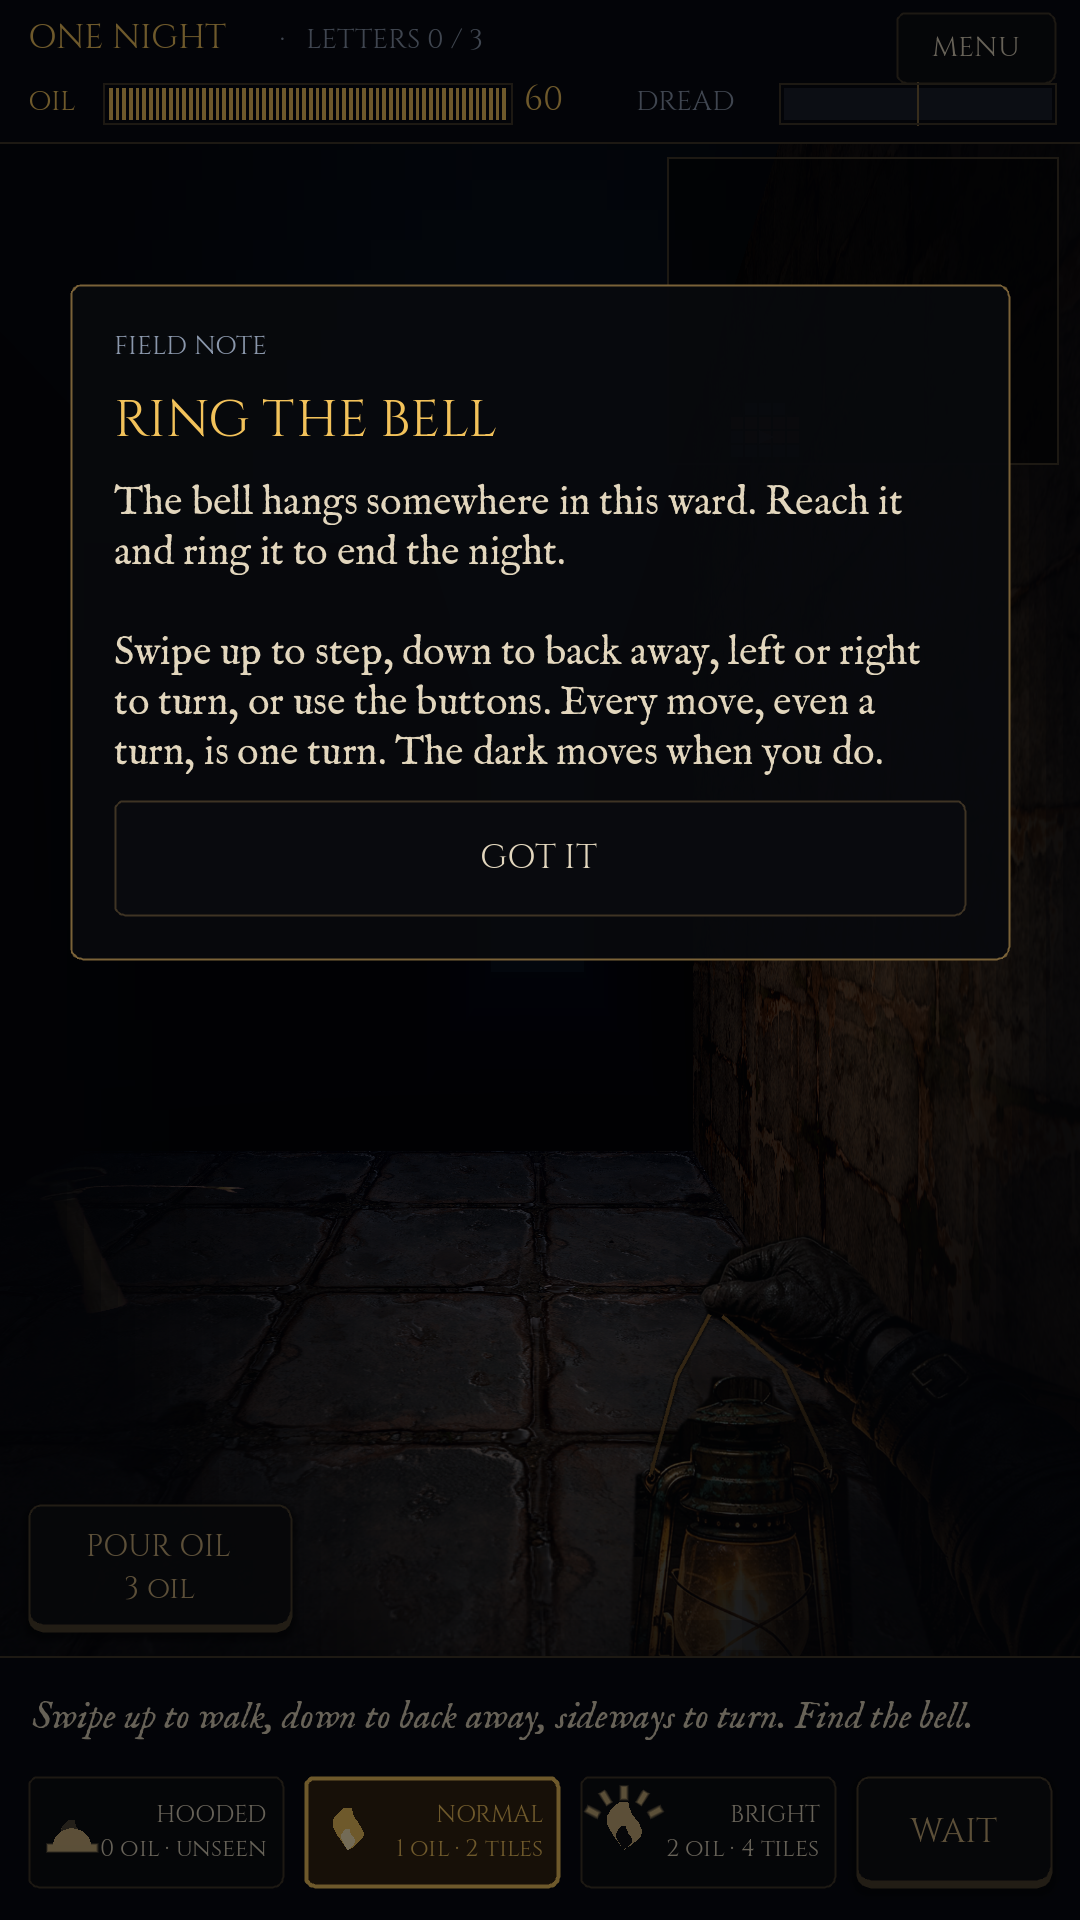 ONE NIGHT · LETTERS 0 / 3
MENU
OIL 60 DREAD
FIELD NOTE
RING THE BELL
The bell hangs somewhere in this ward. Reach it
and ring it to end the night.
Swipe up to step, down to back away, left or right
to turn, or use the buttons. Every move, even a
turn, is one turn. The dark moves when you do.
GOT IT
POUR OIL
3 OIL
Swipe up to walk, down to back away, sideways to turn. Find the bell.
HOODED
0 OIL · UNSEEN
NORMAL
1 OIL · 2 TILES
BRIGHT
2 OIL · 4 TILES
WAIT